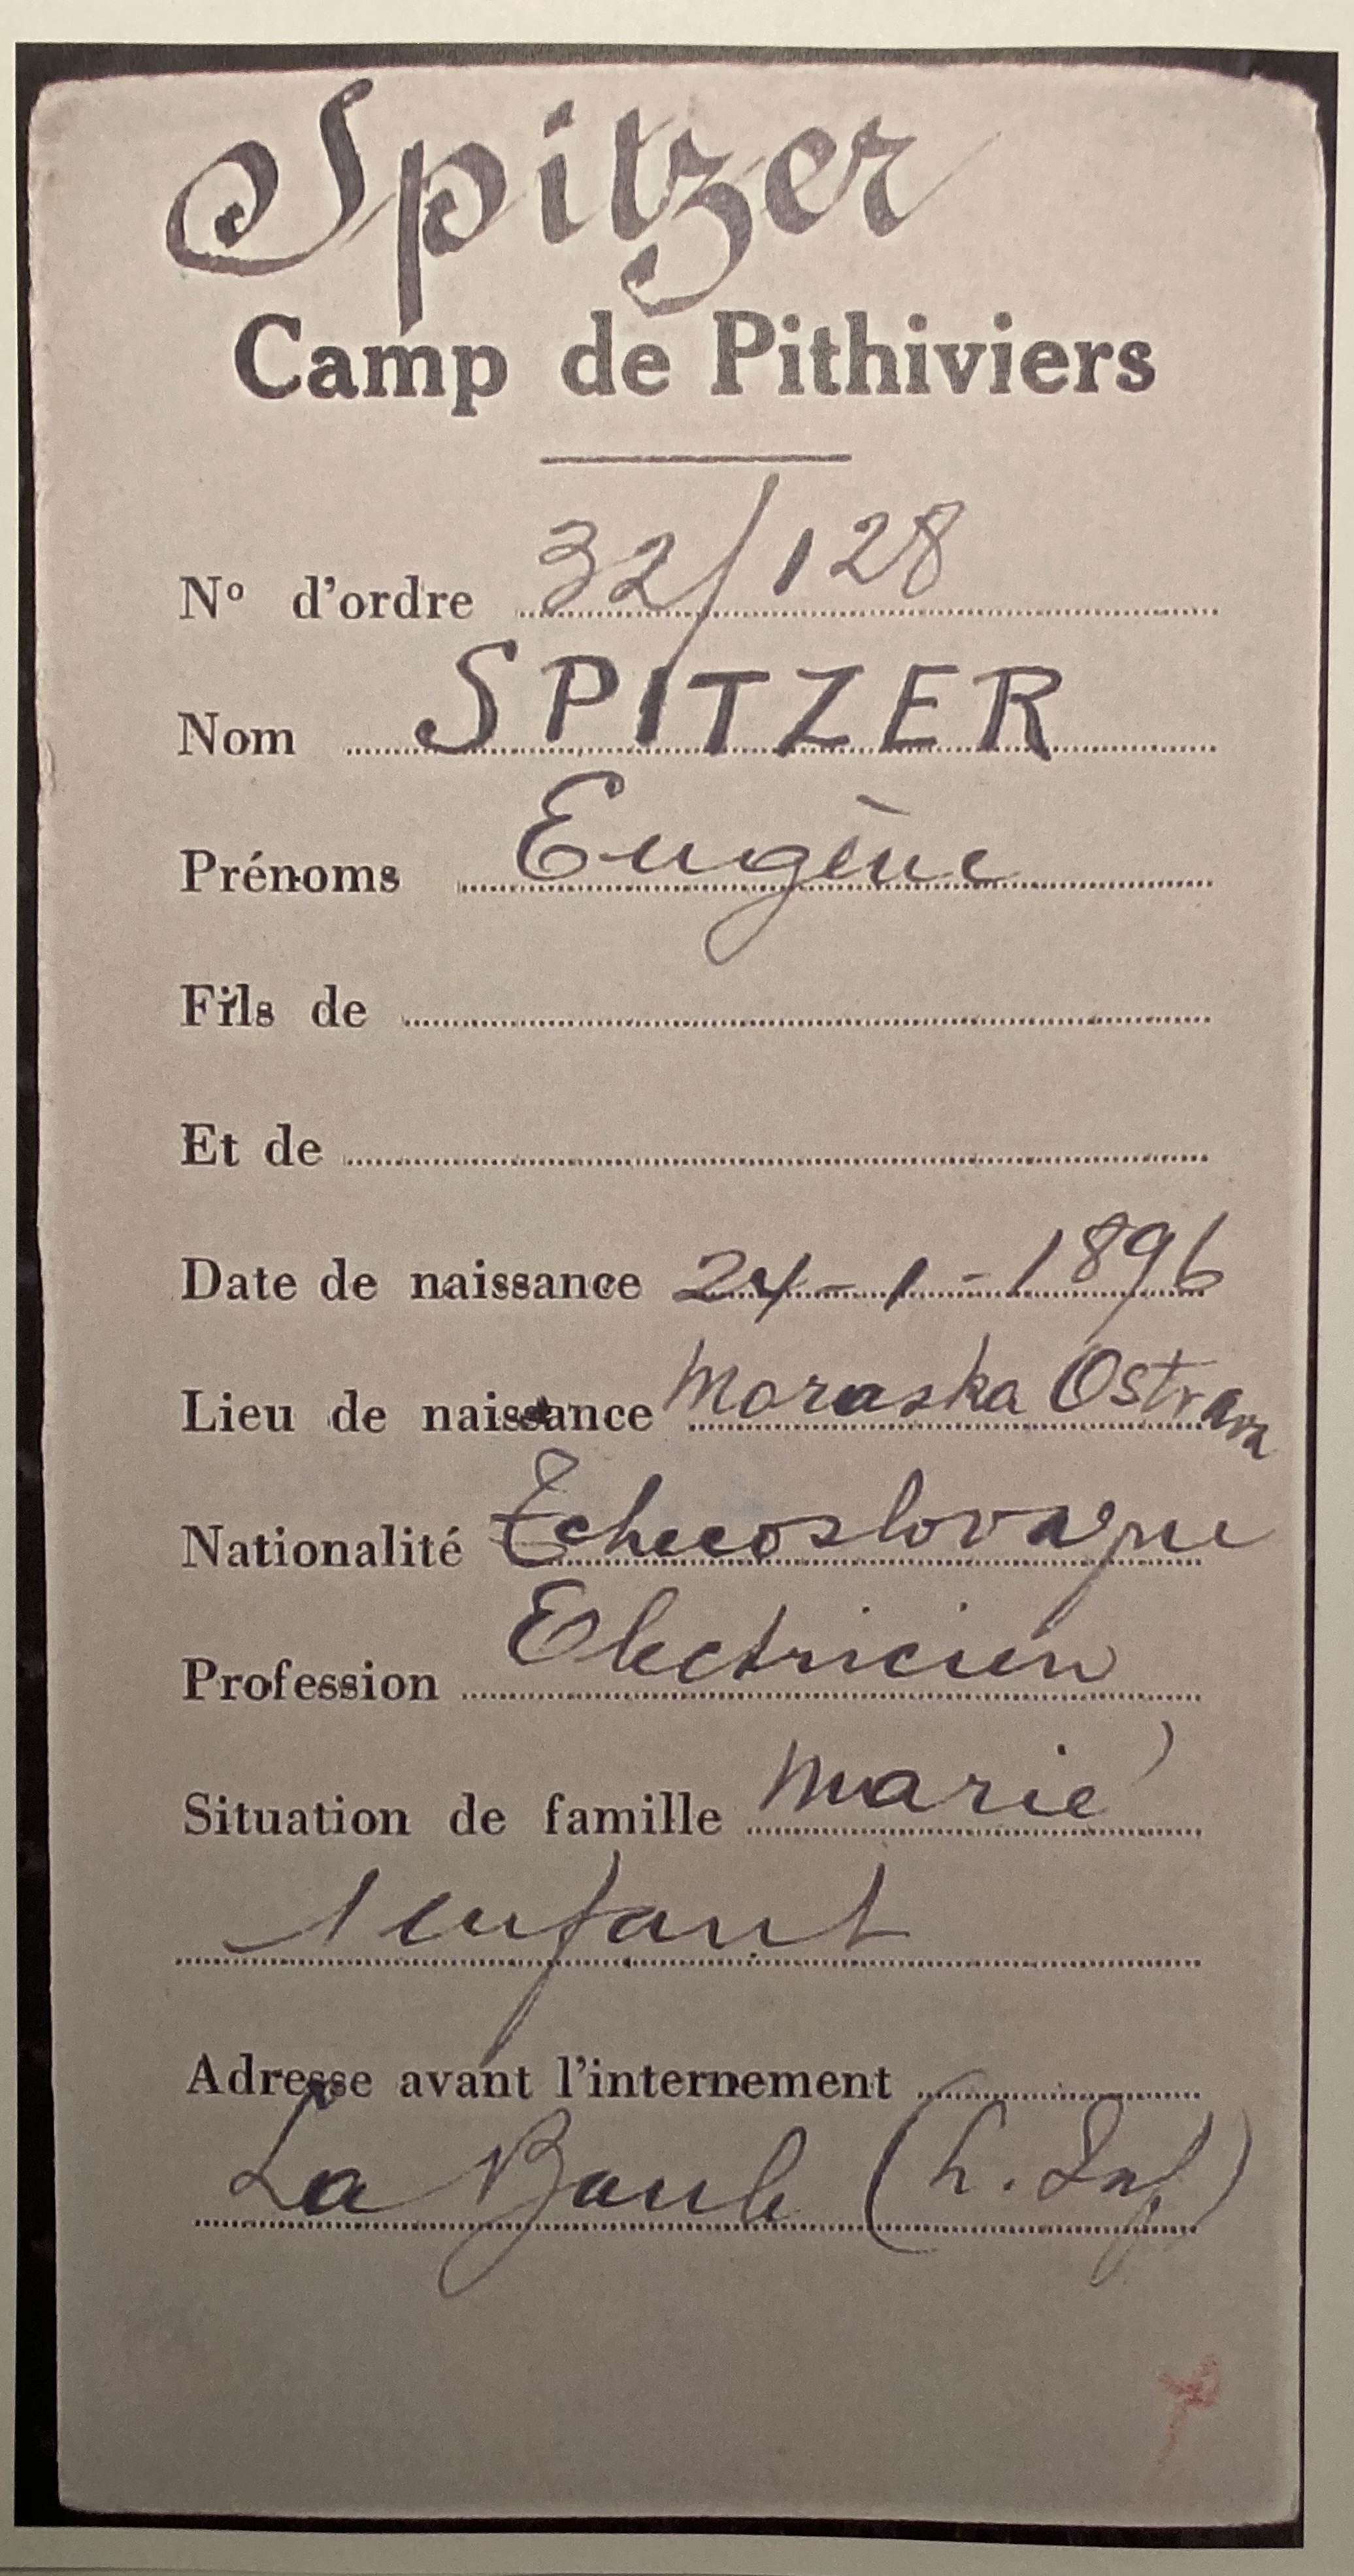 Spitzer
Camp de Pithiviers
N° d'ordre 32/128
Nom SPITZER
Prénoms Eugène
Fils de
Et de
Date de naissance 24-1-1896
Lieu de naissance Moraska Ostrava
Nationalité Tchecoslovaque
Profession Electricien
Situation de famille marié
1 enfant
Adresse avant l'internement
La Baule (L. Inf)